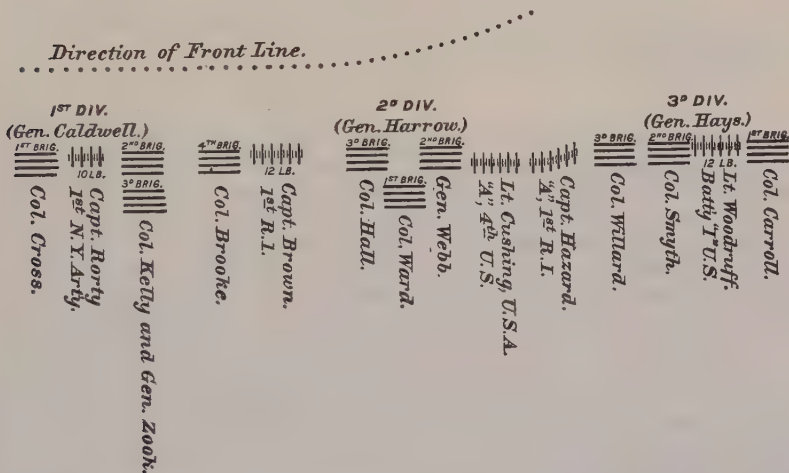 Direction of Front Line.
1ST DIV.
(Gen. Caldwell.)
2D DIV.
(Gen. Harrow.)
3D DIV.
(Gen. Hays.)
1ST BRIG.
Col. Cross.
10 LB.
Capt. Rorty
1st N.Y. Arty.
2ND BRIG.
3D BRIG.
Col. Kelly and Gen. Zook.
4TH BRIG.
Col. Brooke.
12 LB.
Capt. Brown.
1st R.I.
3D BRIG.
Col. Hall.
1ST BRIG.
Col. Ward.
2ND BRIG.
Gen. Webb.
Lt. Cushing, U.S.A.
"A", 4th U.S.
Capt. Hazard.
"A", 1st R.I.
3D BRIG.
Col. Willard.
2ND BRIG.
Col. Smyth.
12 LB.
Lt. Woodruff.
Batty "I" U.S.
1ST BRIG.
Col. Carroll.